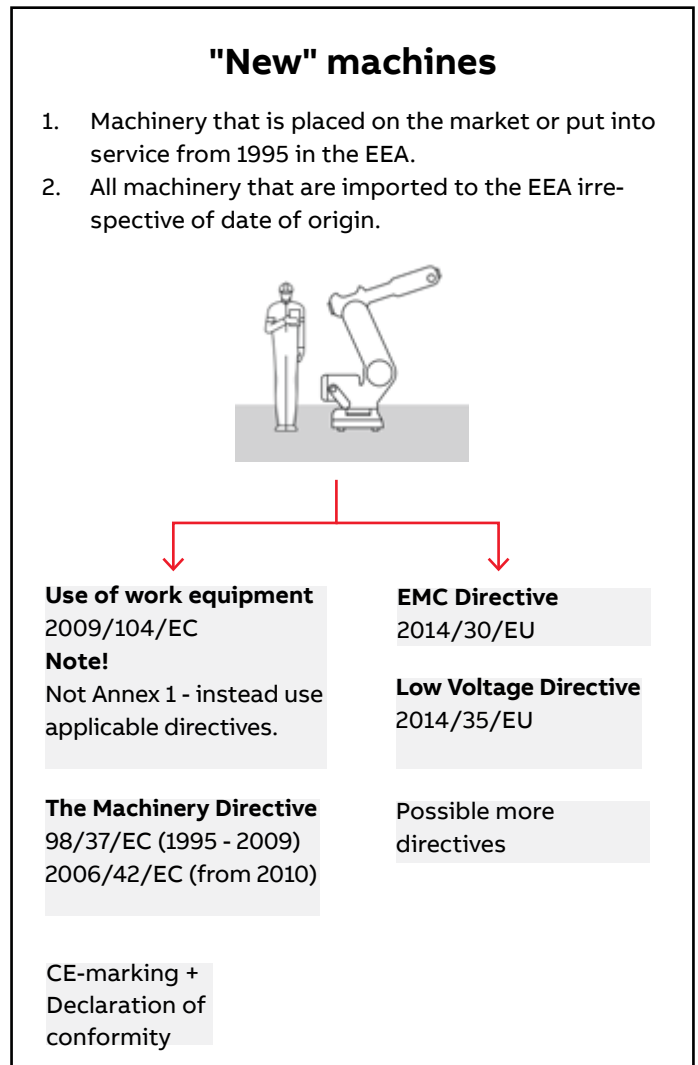 "New" machines
1. Machinery that is placed on the market or put into
service from 1995 in the EEA.
2. All machinery that are imported to the EEA irre-
spective of date of origin.
Use of work equipment
2009/104/EC
Note!
Not Annex 1 - instead use
applicable directives.
The Machinery Directive
98/37/EC (1995 - 2009)
2006/42/EC (from 2010)
CE-marking +
Declaration of
conformity
EMC Directive
2014/30/EU
Low Voltage Directive
2014/35/EU
Possible more
directives